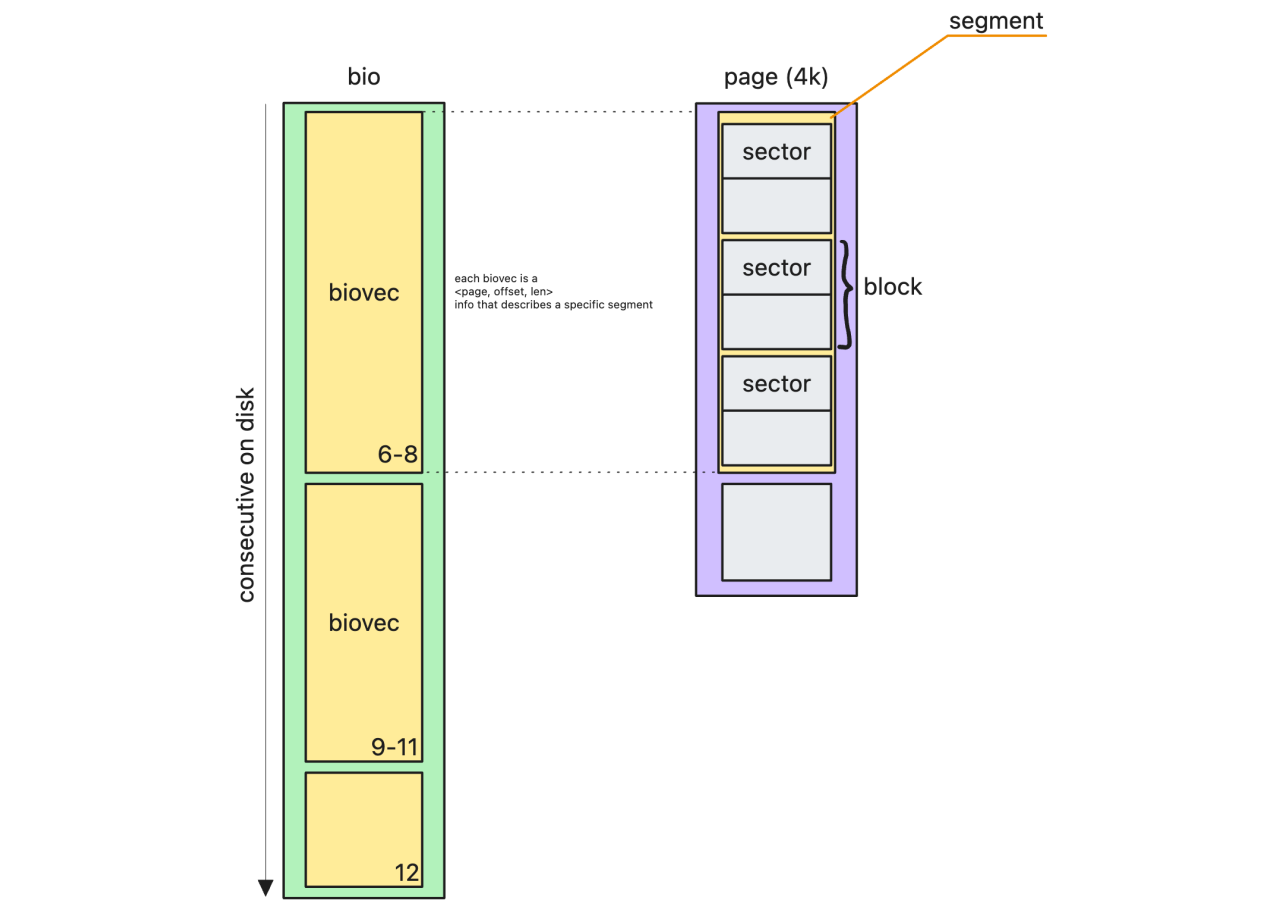 segment
bio
page (4k)
sector
biovec
each biovec is a
<page, offset, len>
info that describes a specific segment
sector
block
sector
6-8
consecutive on disk
biovec
9-11
12